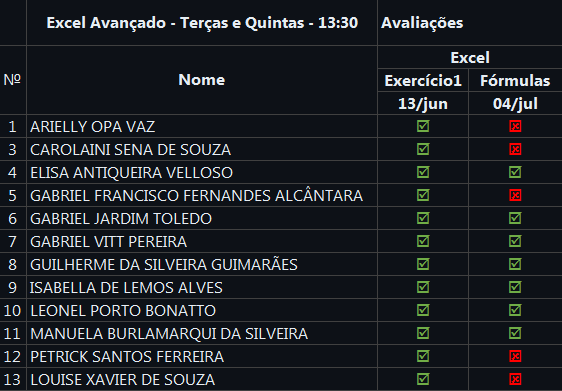 Excel Avançado - Terças e Quintas - 13:30 Avaliações
Excel
Nº Nome Exercício1 Fórmulas
13/jun 04/jul
1 ARIELLY OPA VAZ
3 CAROLAINI SENA DE SOUZA
4 ELISA ANTIQUEIRA VELLOSO
5 GABRIEL FRANCISCO FERNANDES ALCÂNTARA
6 GABRIEL JARDIM TOLEDO
7 GABRIEL VITT PEREIRA
8 GUILHERME DA SILVEIRA GUIMARÃES
9 ISABELLA DE LEMOS ALVES
10 LEONEL PORTO BONATTO
11 MANUELA BURLAMARQUI DA SILVEIRA
12 PETRICK SANTOS FERREIRA
13 LOUISE XAVIER DE SOUZA